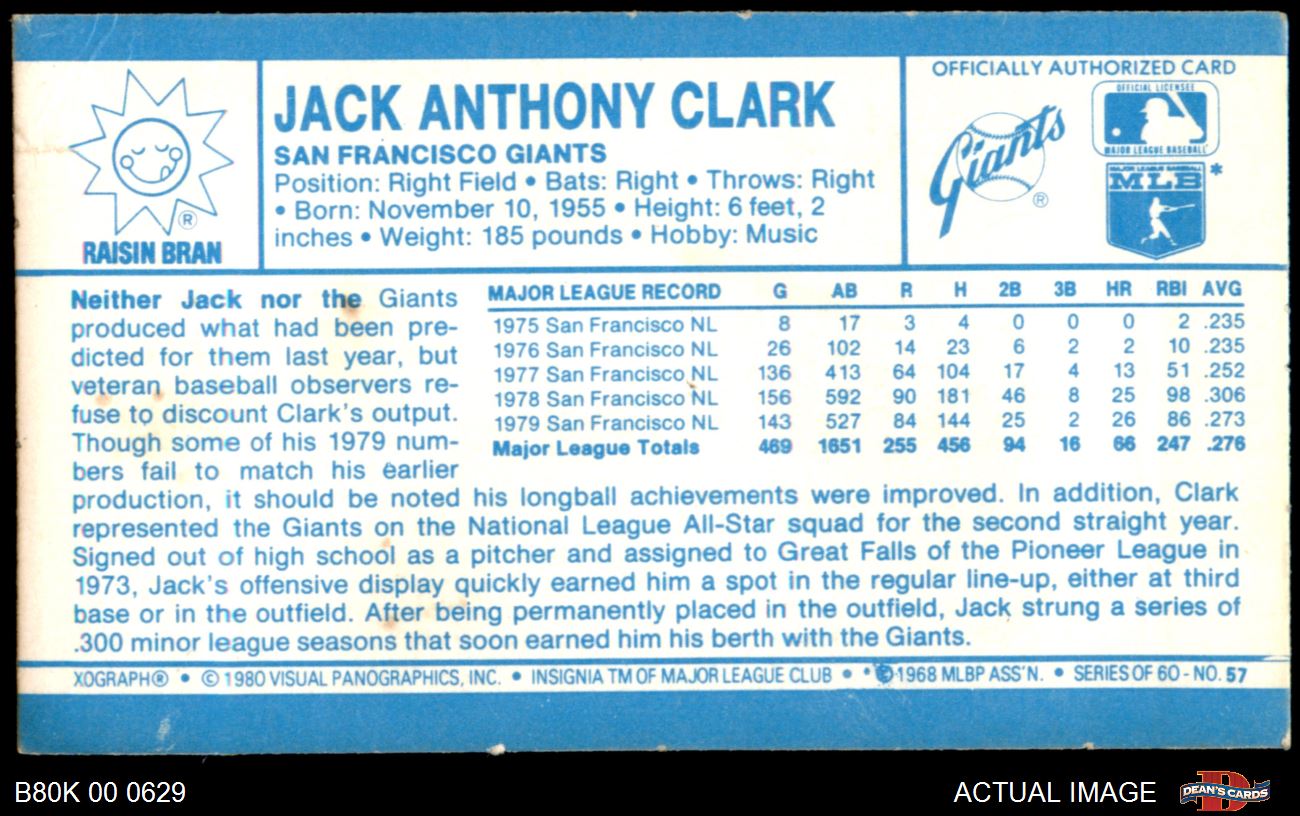 OFFICIALLY AUTHORIZED CARD
JACK ANTHONY CLARK
SAN FRANCISCO GIANTS
Position: Right Field • Bats: Right • Throws: Right
• Born: November 10, 1955 • Height: 6 feet, 2
inches • Weight: 185 pounds • Hobby: Music
®
RAISIN BRAN
Giants
®
OFFICIAL LICENSEE
MAJOR LEAGUE BASEBALL
MAJOR LEAGUE BASEBALL
MLB *
Neither Jack nor the Giants
produced what had been pre-
dicted for them last year, but
veteran baseball observers re-
fuse to discount Clark's output.
Though some of his 1979 num-
bers fail to match his earlier
MAJOR LEAGUE RECORD G AB R H 2B 3B HR RBI AVG
1975 San Francisco NL 8 17 3 4 0 0 0 2 .235
1976 San Francisco NL 26 102 14 23 6 2 2 10 .235
1977 San Francisco NL 136 413 64 104 17 4 13 51 .252
1978 San Francisco NL 156 592 90 181 46 8 25 98 .306
1979 San Francisco NL 143 527 84 144 25 2 26 86 .273
Major League Totals 469 1651 255 456 94 16 66 247 .276
production, it should be noted his longball achievements were improved. In addition, Clark
represented the Giants on the National League All-Star squad for the second straight year.
Signed out of high school as a pitcher and assigned to Great Falls of the Pioneer League in
1973, Jack's offensive display quickly earned him a spot in the regular line-up, either at third
base or in the outfield. After being permanently placed in the outfield, Jack strung a series of
.300 minor league seasons that soon earned him his berth with the Giants.
XOGRAPH® • © 1980 VISUAL PANOGRAPHICS, INC. • INSIGNIA TM OF MAJOR LEAGUE CLUB • *©1968 MLBP ASS'N. • SERIES OF 60 - NO. 57
B80K 00 0629
ACTUAL IMAGE
DEAN'S CARDS